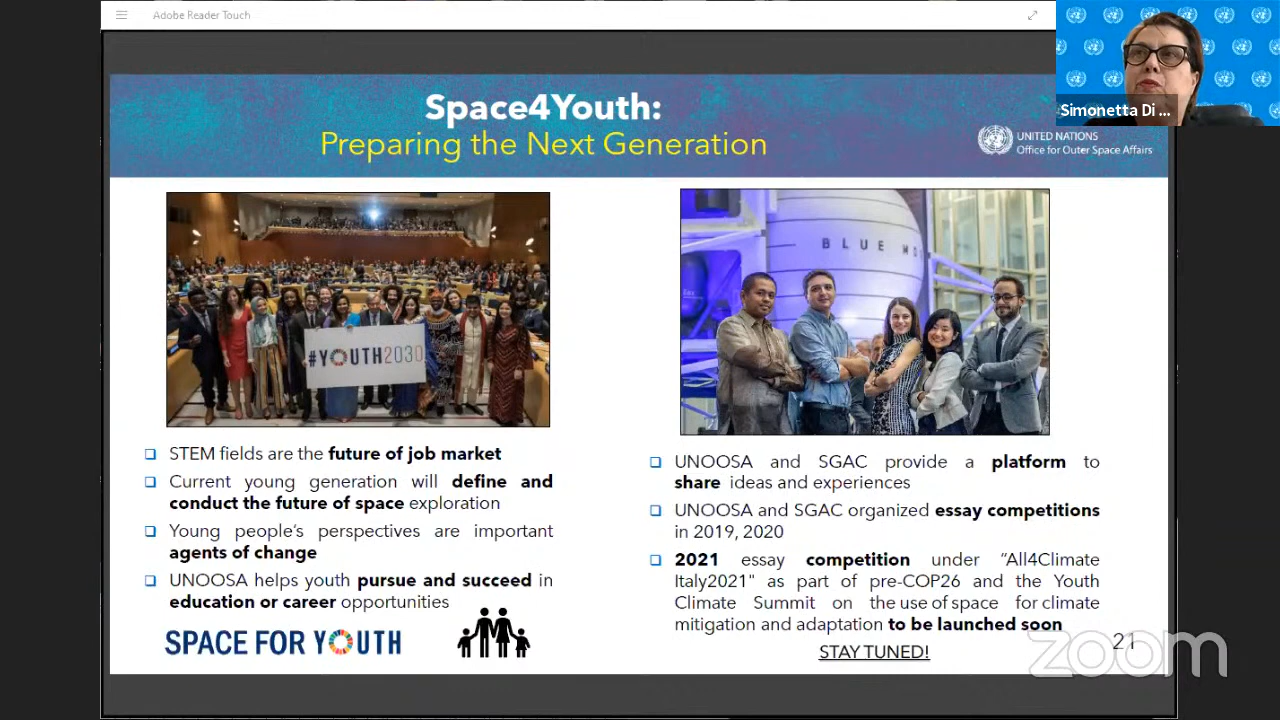 Adobe Reader Touch
Simonetta Di ...
Space4Youth:
Preparing the Next Generation
UNITED NATIONS
Office for Outer Space Affairs
#YOUTH2030
BLUE MO
STEM fields are the future of job market
Current young generation will define and
conduct the future of space exploration
Young people's perspectives are important
agents of change
UNOOSA helps youth pursue and succeed in
education or career opportunities
SPACE FOR YOUTH
UNOOSA and SGAC provide a platform to
share ideas and experiences
UNOOSA and SGAC organized essay competitions
in 2019, 2020
2021 essay competition under "All4Climate
Italy2021" as part of pre-COP26 and the Youth
Climate Summit on the use of space for climate
mitigation and adaptation to be launched soon
STAY TUNED!
21
zoom